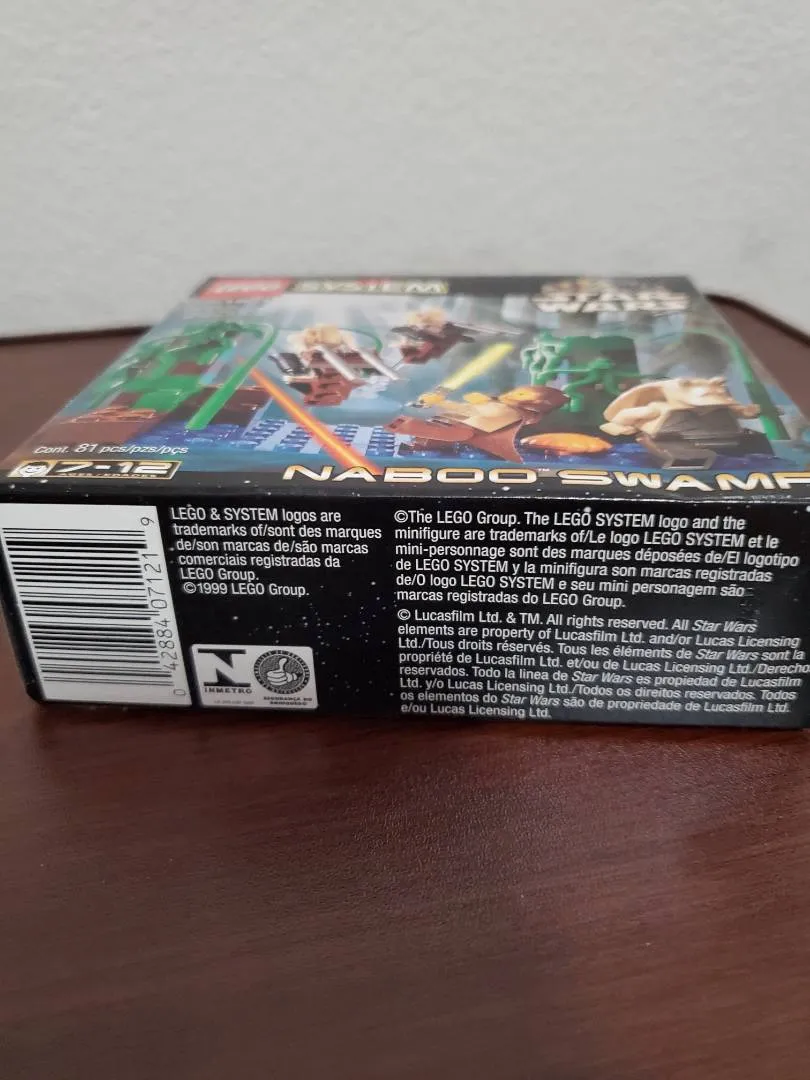 LEGO SYSTEM
STAR WARS
Cont. 81 pcs/pzs/pçs
7-12
AGES/EDADES
NABOO™ SWAMP
0 42884 07121 9
LEGO & SYSTEM logos are
trademarks of/sont des marques
de/son marcas de/são marcas
comerciais registradas da
LEGO Group.
©1999 LEGO Group.
N
INMETRO
SEGURANÇA DO
BRINQUEDO
©The LEGO Group. The LEGO SYSTEM logo and the
minifigure are trademarks of/Le logo LEGO SYSTEM et le
mini-personnage sont des marques déposées de/El logotipo
de LEGO SYSTEM y la minifigura son marcas registradas
de/O logo LEGO SYSTEM e seu mini personagem são
marcas registradas do LEGO Group.
© Lucasfilm Ltd. & TM. All rights reserved. All Star Wars
elements are property of Lucasfilm Ltd. and/or Lucas Licensing
Ltd./Tous droits réservés. Tous les éléments de Star Wars sont la
propriété de Lucasfilm Ltd. et/ou de Lucas Licensing Ltd./Derecho
reservados. Todo la linea de Star Wars es propiedad de Lucasfilm
Ltd. y/o Lucas Licensing Ltd./Todos os direitos reservados. Todos
os elementos do Star Wars são de propriedade de Lucasfilm Ltd.
e/ou Lucas Licensing Ltd.